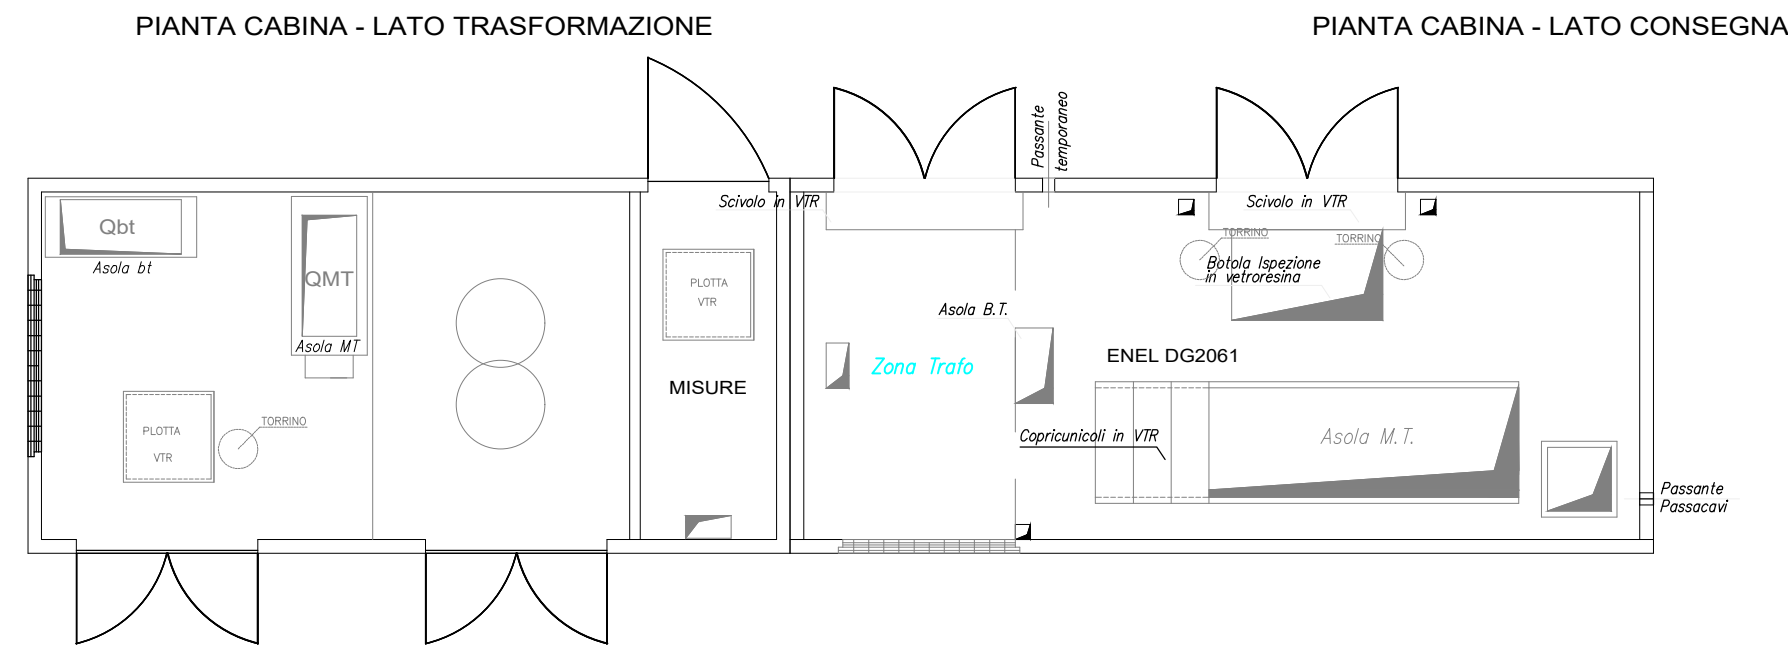 PIANTA CABINA - LATO TRASFORMAZIONE
PIANTA CABINA - LATO CONSEGNA
Passante
temporaneo
Qbt
Asola bt
QMT
Asola MT
PLOTTA
VTR
TORRINO
PLOTTA
VTR
MISURE
Scivolo in VTR
Scivolo in VTR
TORRINO
TORRINO
Botola Ispezione
in vetroresina
Asola B.T.
Zona Trafo
ENEL DG2061
Copricunicoli in VTR
Asola M.T.
Passante
Passacavi